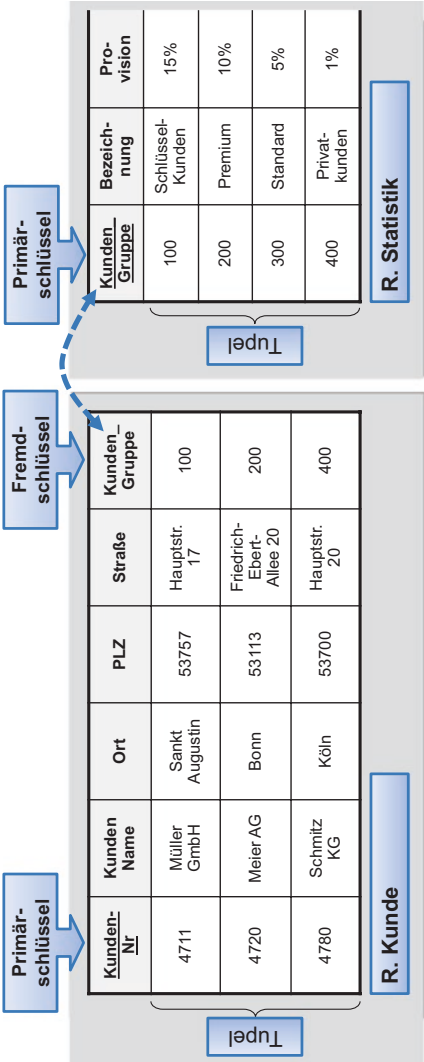 Primär-
schlüssel
Fremd-
schlüssel
Primär-
schlüssel
Kunden-
Nr
Kunden
Name
Ort
PLZ
Straße
Kunden_
Gruppe
4711
Müller
GmbH
Sankt
Augustin
53757
Hauptstr.
17
100
4720
Meier AG
Bonn
53113
Friedrich-
Ebert-
Allee 20
200
4780
Schmitz
KG
Köln
53700
Hauptstr.
20
400
Tupel
R. Kunde
Kunden_
Gruppe
Bezeich-
nung
Pro-
vision
100
Schlüssel-
Kunden
15%
200
Premium
10%
300
Standard
5%
400
Privat-
kunden
1%
Tupel
R. Statistik